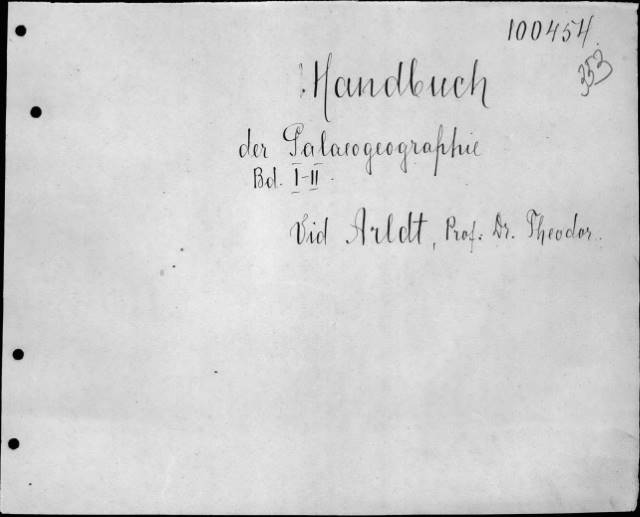 100454.
353
Handbuch
der Palaeogeographie
Bd. I-II.
Vid Arldt, Prof. Dr. Theodor.